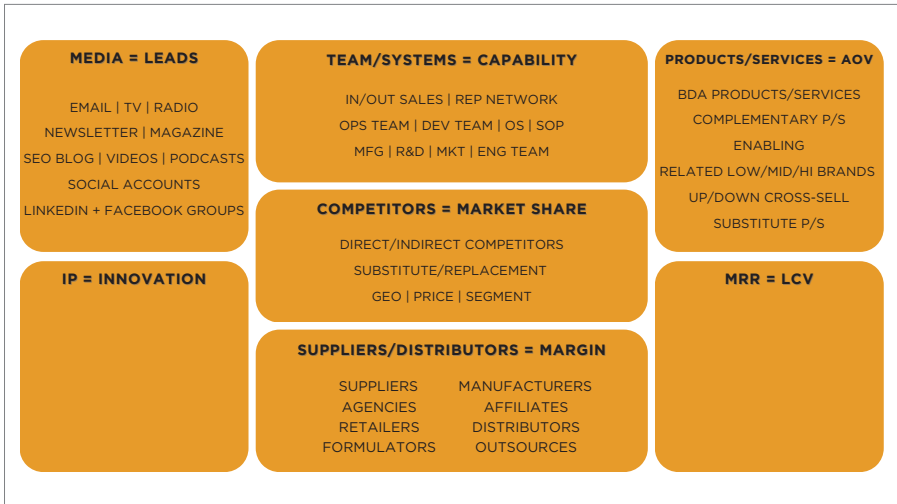 MEDIA = LEADS
EMAIL | TV | RADIO
NEWSLETTER | MAGAZINE
SEO BLOG | VIDEOS | PODCASTS
SOCIAL ACCOUNTS
LINKEDIN + FACEBOOK GROUPS
TEAM/SYSTEMS = CAPABILITY
IN/OUT SALES | REP NETWORK
OPS TEAM | DEV TEAM | OS | SOP
MFG | R&D | MKT | ENG TEAM
PRODUCTS/SERVICES = AOV
BDA PRODUCTS/SERVICES
COMPLEMENTARY P/S
ENABLING
RELATED LOW/MID/HI BRANDS
UP/DOWN CROSS-SELL
SUBSTITUTE P/S
COMPETITORS = MARKET SHARE
DIRECT/INDIRECT COMPETITORS
SUBSTITUTE/REPLACEMENT
GEO | PRICE | SEGMENT
IP = INNOVATION
MRR = LCV
SUPPLIERS/DISTRIBUTORS = MARGIN
SUPPLIERS MANUFACTURERS
AGENCIES AFFILIATES
RETAILERS DISTRIBUTORS
FORMULATORS OUTSOURCES